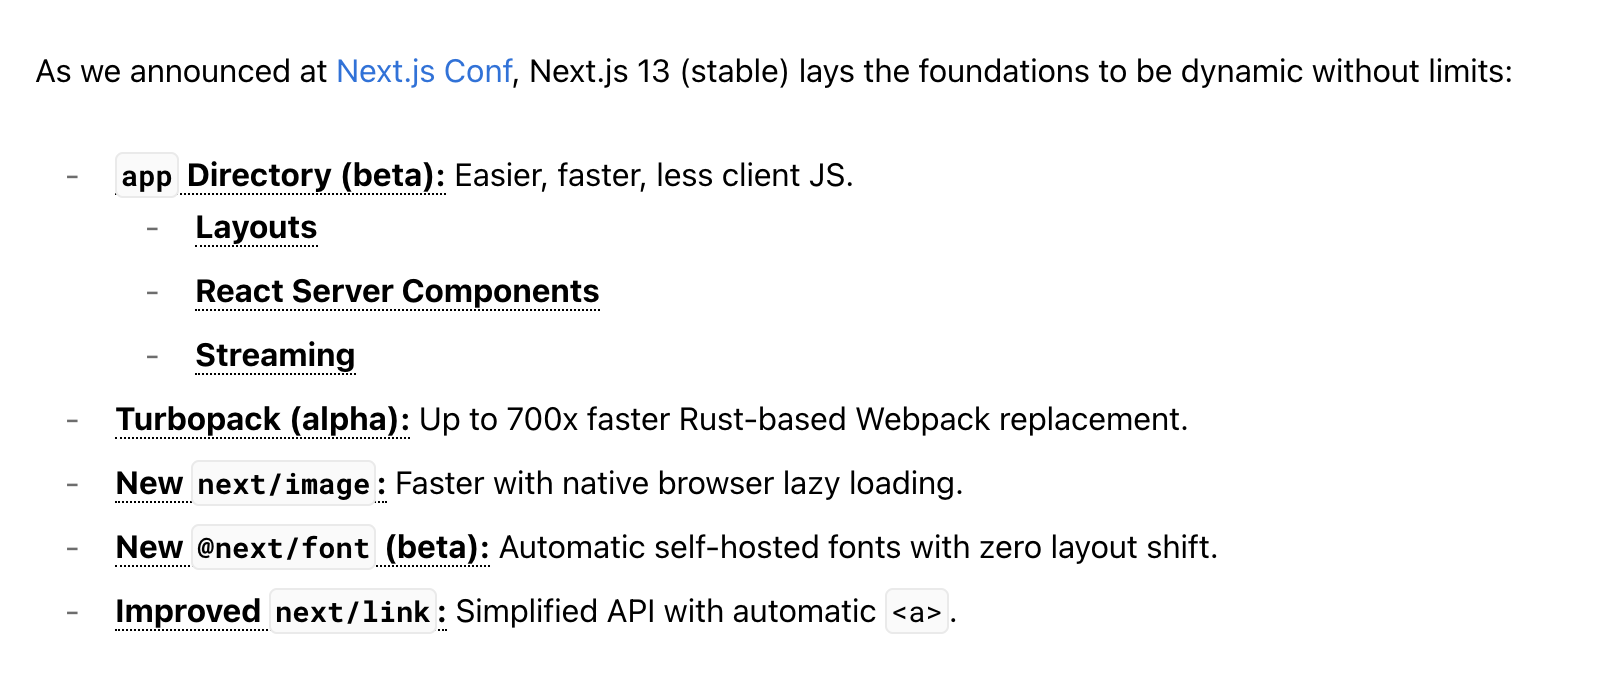 As we announced at Next.js Conf, Next.js 13 (stable) lays the foundations to be dynamic without limits:
- app Directory (beta): Easier, faster, less client JS.
- Layouts
- React Server Components
- Streaming
- Turbopack (alpha): Up to 700x faster Rust-based Webpack replacement.
- New next/image: Faster with native browser lazy loading.
- New @next/font (beta): Automatic self-hosted fonts with zero layout shift.
- Improved next/link: Simplified API with automatic <a>.